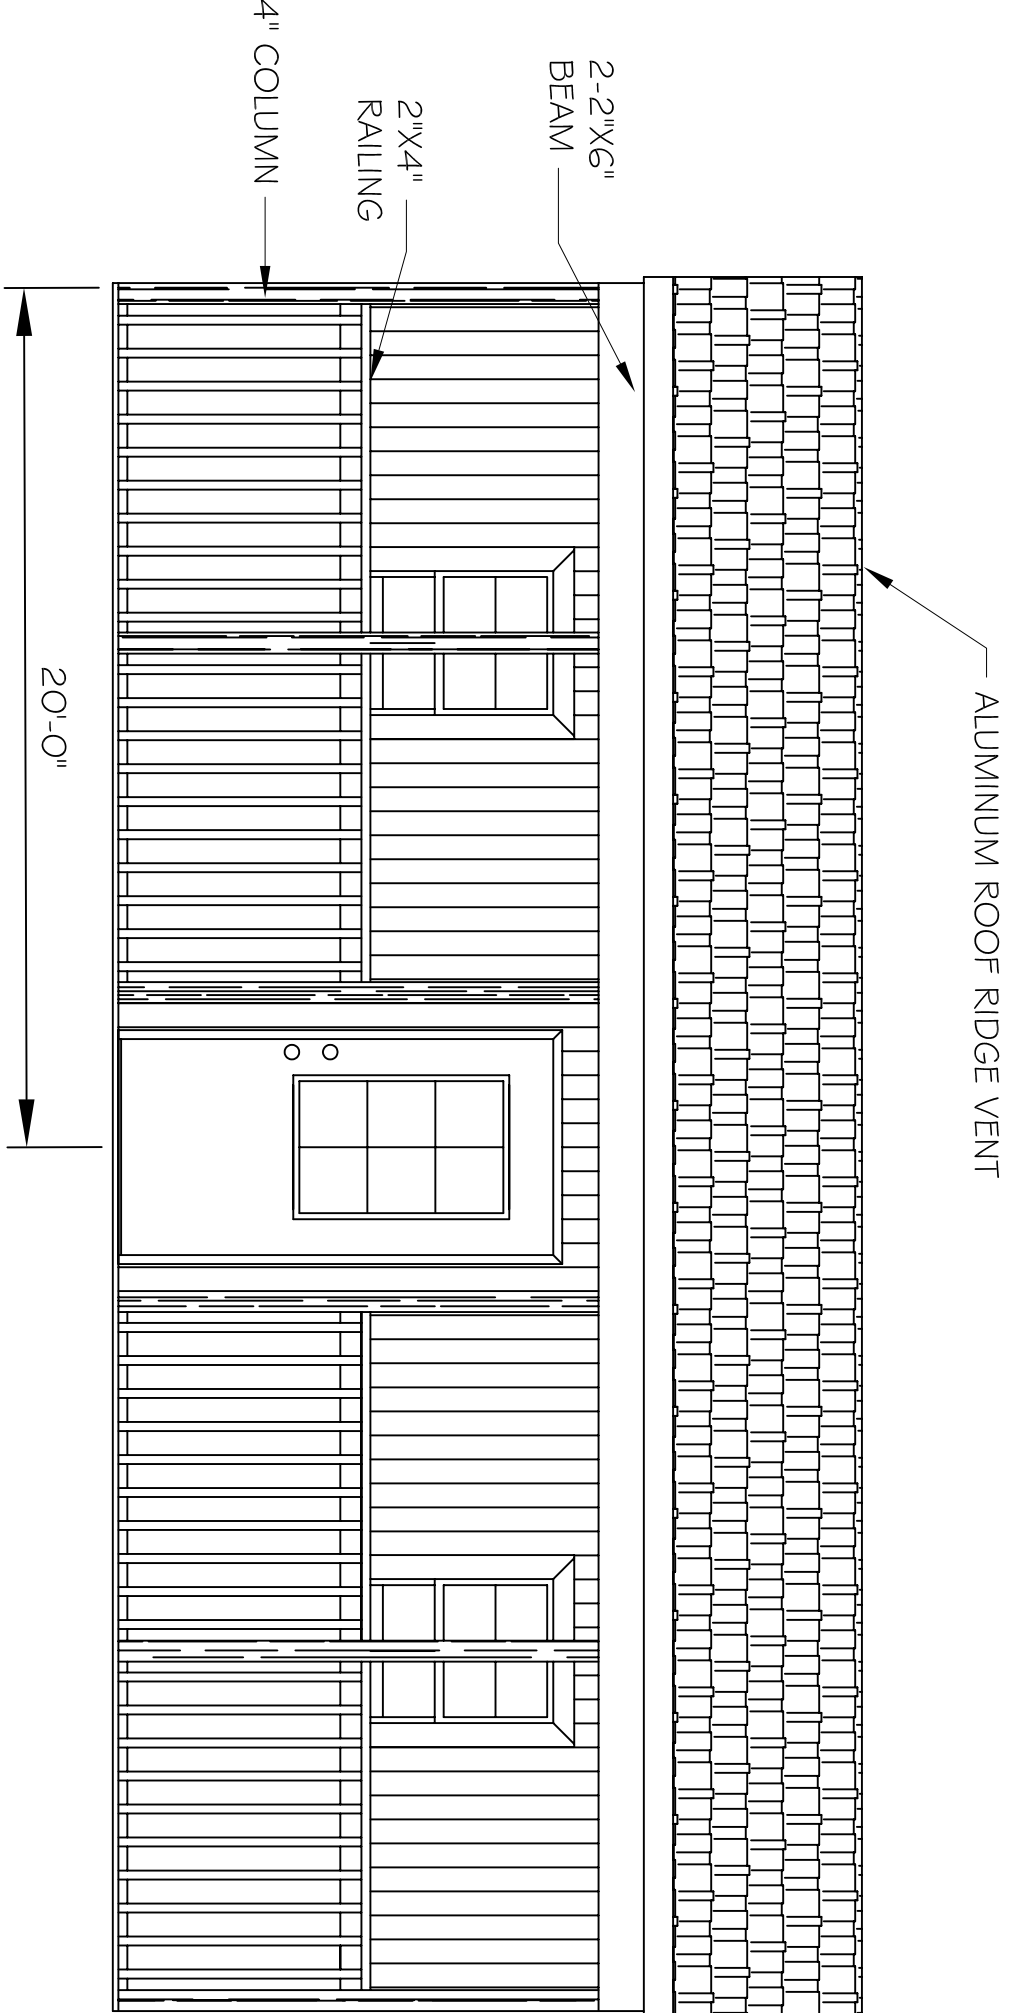 ALUMINUM ROOF RIDGE VENT
2-2"X6"
BEAM
2"X4"
RAILING
4" COLUMN
20'-0"